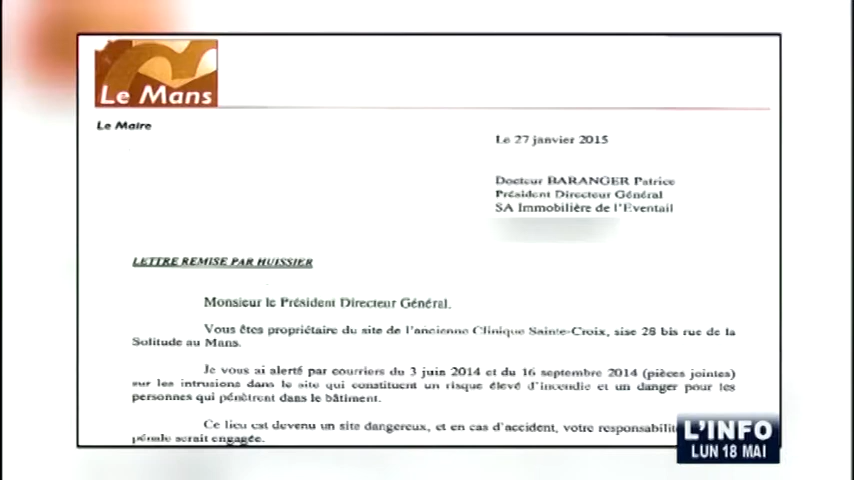 Le Mans
Le Maire
Le 27 janvier 2015
Docteur BARANGER Patrice
Président Directeur Général
SA Immobilière de l'Eventail
LETTRE REMISE PAR HUISSIER
Monsieur le Président Directeur Général,
Vous êtes propriétaire du site de l'ancienne Clinique Sainte-Croix, sise 28 bis rue de la
Solitude au Mans.
Je vous ai alerté par courriers du 3 juin 2014 et du 16 septembre 2014 (pièces jointes)
sur les intrusions dans le site qui constituent un risque élevé d'incendie et un danger pour les
personnes qui pénètrent dans le bâtiment.
Ce lieu est devenu un site dangereux, et en cas d'accident, votre responsabilité
pénale serait engagée.
L'INFO
LUN 18 MAI